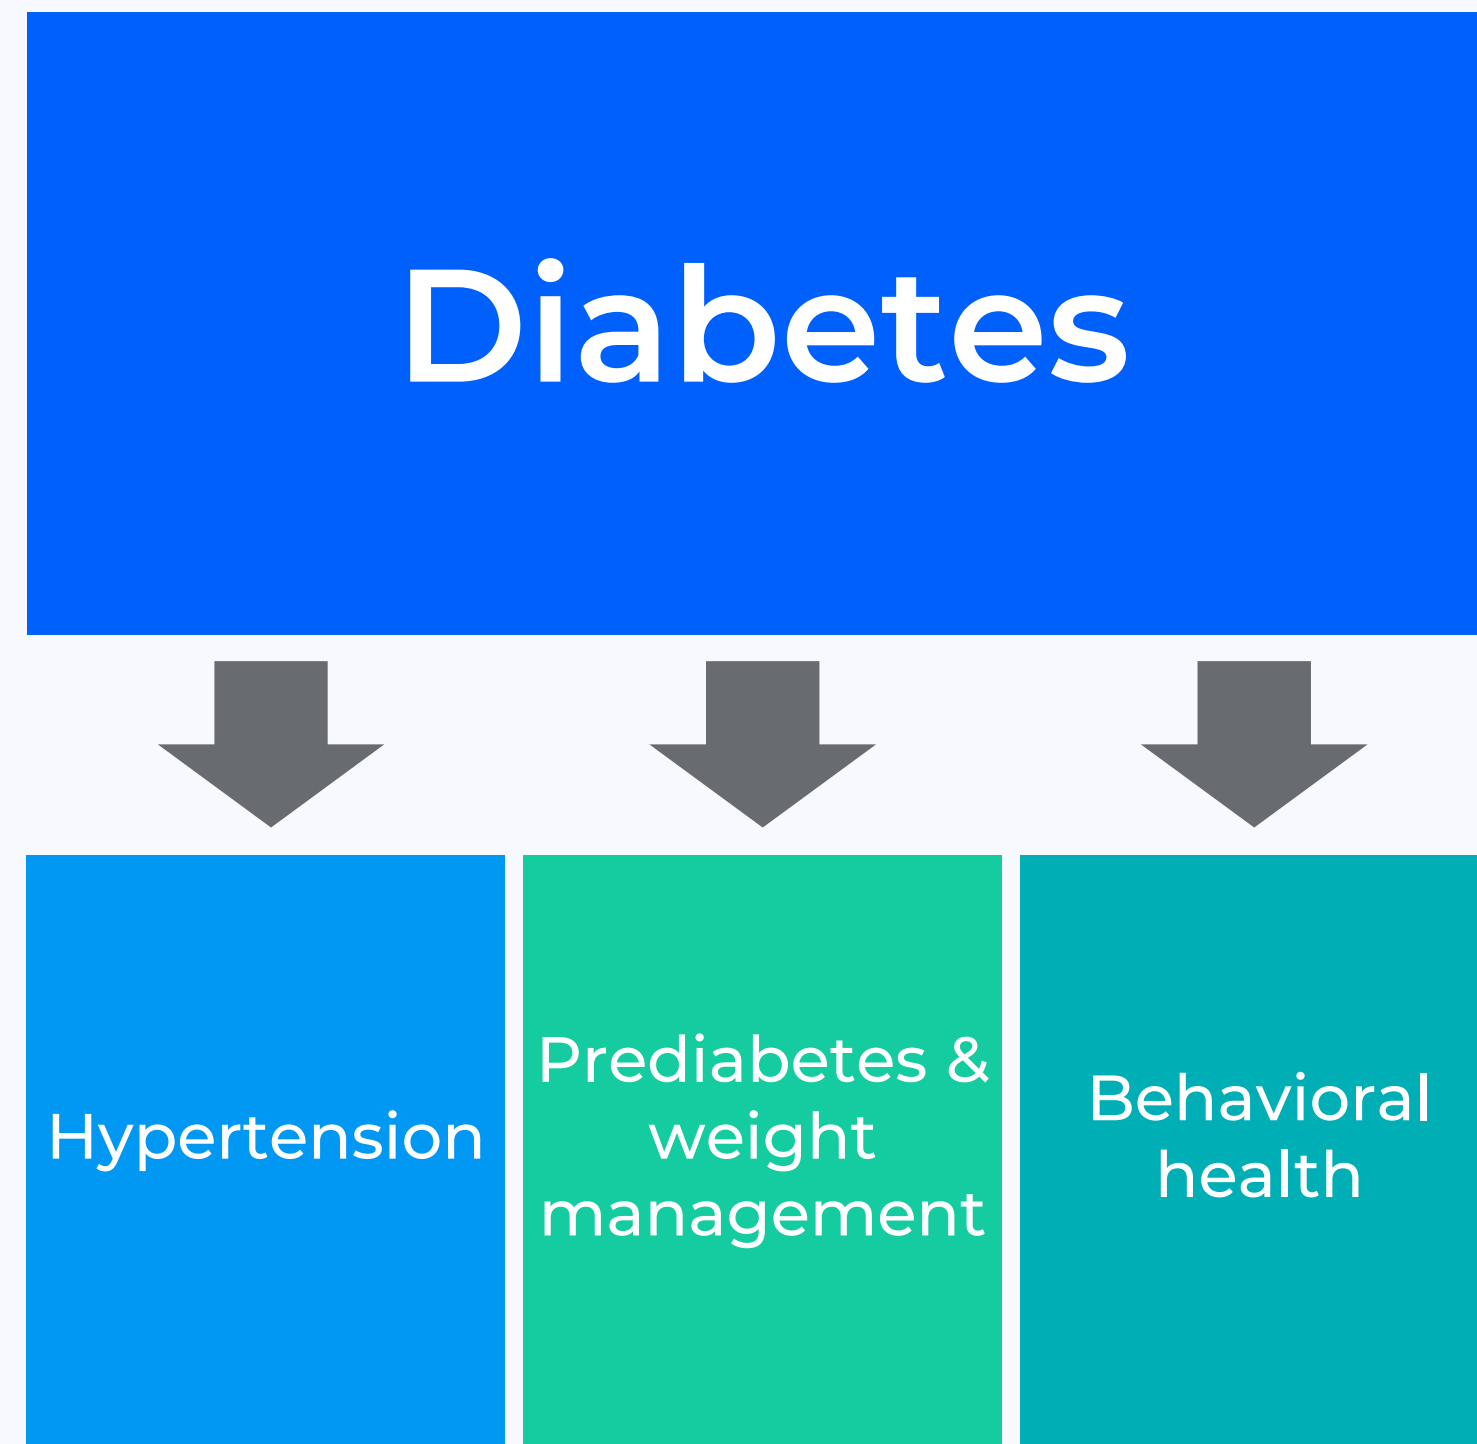 Diabetes
Hypertension
Prediabetes &
weight
management
Behavioral
health